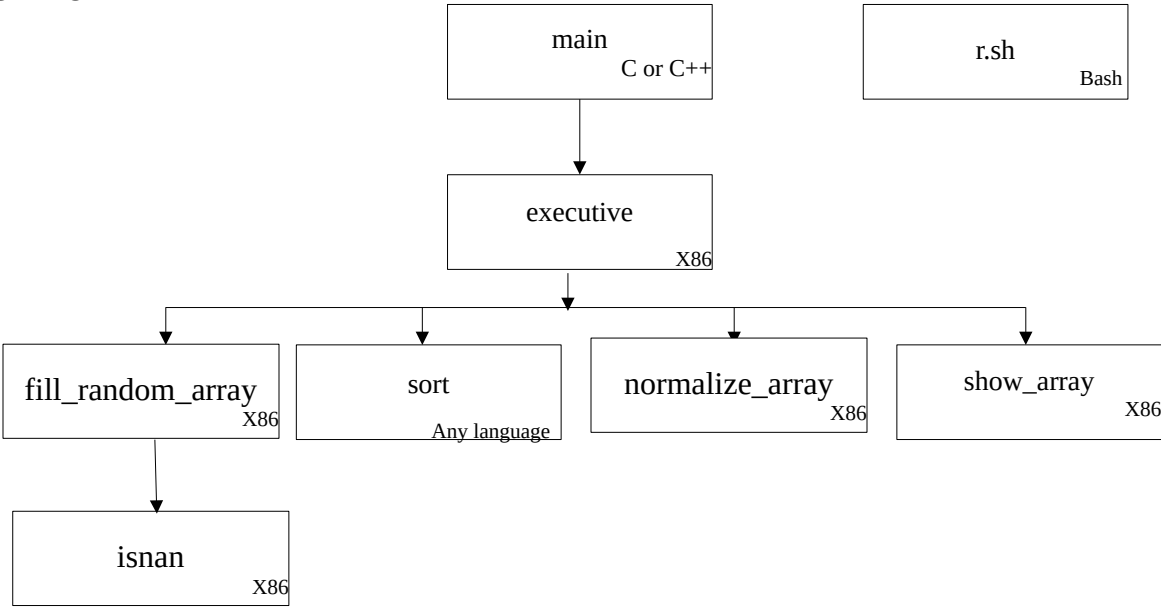 main
C or C++
r.sh
Bash
executive
X86
fill_random_array
X86
sort
Any language
normalize_array
X86
show_array
X86
isnan
X86